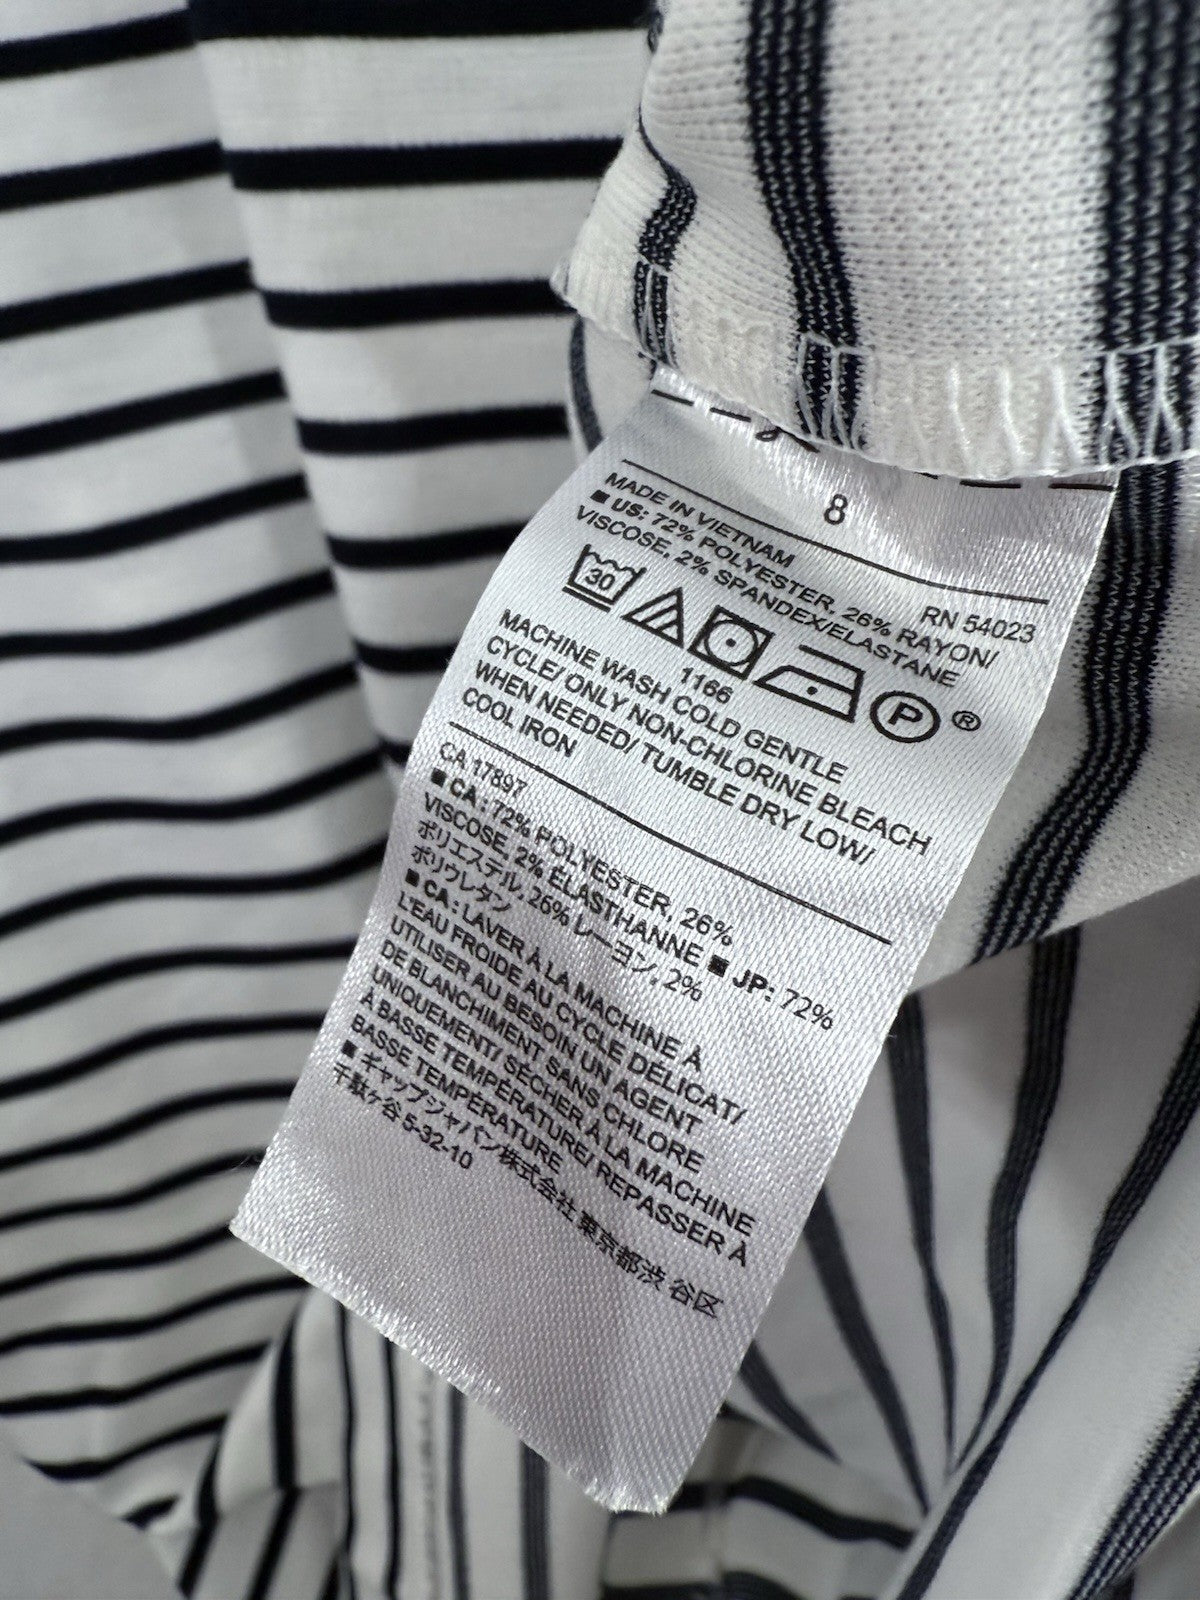 8
MADE IN VIETNAM RN 54023
■ US: 72% POLYESTER, 26% RAYON/
VISCOSE, 2% SPANDEX/ELASTANE
30 P ®
1166
MACHINE WASH COLD GENTLE
CYCLE/ ONLY NON-CHLORINE BLEACH
WHEN NEEDED/ TUMBLE DRY LOW/
COOL IRON
CA 17897
■ CA : 72% POLYESTER, 26%
VISCOSE, 2% ÉLASTHANNE ■ JP: 72%
ポリエステル, 26% レーヨン, 2%
ポリウレタン
■ CA : LAVER À LA MACHINE À
L'EAU FROIDE AU CYCLE DÉLICAT/
UTILISER AU BESOIN UN AGENT
DE BLANCHIMENT SANS CHLORE
UNIQUEMENT/ SÉCHER À LA MACHINE
À BASSE TEMPÉRATURE/ REPASSER À
BASSE TEMPÉRATURE
■ ギャップジャパン株式会社 東京都渋 谷区
千駄ヶ谷 5-32-10